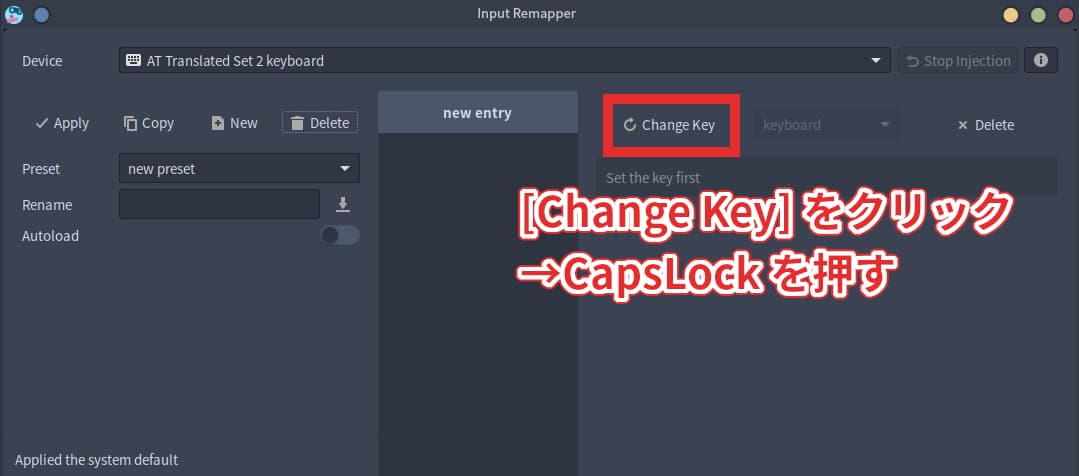 Input Remapper
Device
AT Translated Set 2 keyboard
Stop Injection
Apply
Copy
New
Delete
new entry
Change Key
keyboard
Delete
Preset
new preset
Set the key first
Rename
Autoload
[Change Key] をクリック
→CapsLock を押す
Applied the system default